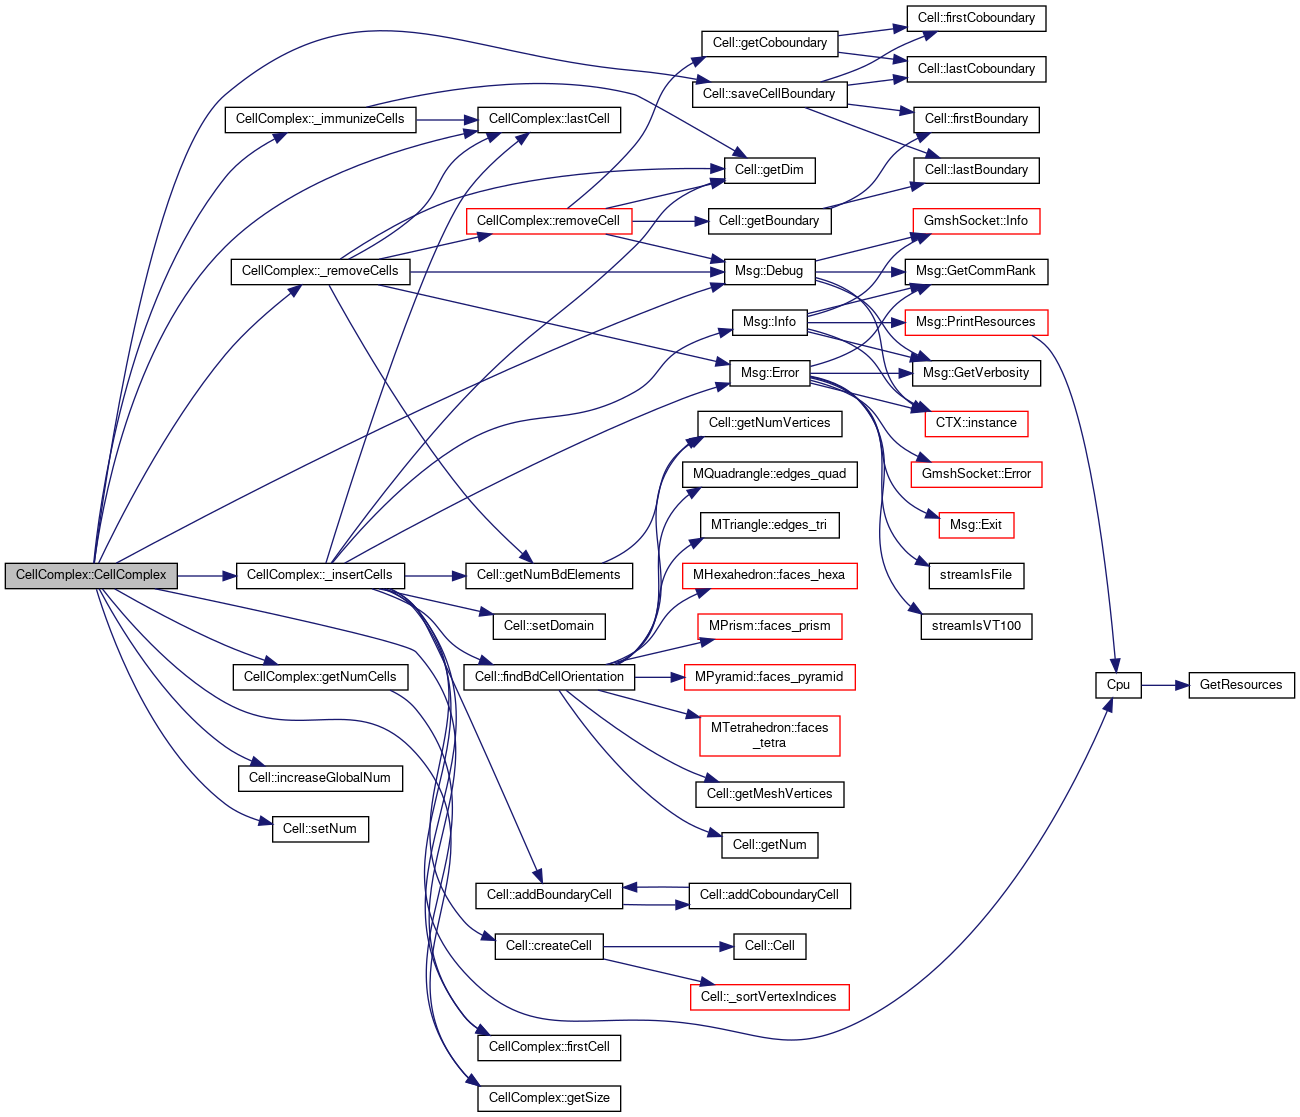 CellComplex::CellComplex
CellComplex::_immunizeCells
CellComplex::_removeCells
CellComplex::_insertCells
CellComplex::getNumCells
Cell::increaseGlobalNum
Cell::setNum
CellComplex::lastCell
CellComplex::removeCell
Cell::getNumBdElements
Cell::setDomain
Cell::findBdCellOrientation
Cell::addBoundaryCell
Cell::createCell
CellComplex::firstCell
CellComplex::getSize
Cell::getCoboundary
Cell::saveCellBoundary
Cell::getDim
Cell::getBoundary
Msg::Debug
Msg::Info
Msg::Error
Cell::getNumVertices
MQuadrangle::edges_quad
MTriangle::edges_tri
MHexahedron::faces_hexa
MPrism::faces_prism
MPyramid::faces_pyramid
MTetrahedron::faces
_tetra
Cell::getMeshVertices
Cell::getNum
Cell::addCoboundaryCell
Cell::Cell
Cell::_sortVertexIndices
Cell::firstCoboundary
Cell::lastCoboundary
Cell::firstBoundary
Cell::lastBoundary
GmshSocket::Info
Msg::GetCommRank
Msg::PrintResources
Msg::GetVerbosity
CTX::instance
GmshSocket::Error
Msg::Exit
streamIsFile
streamIsVT100
Cpu
GetResources